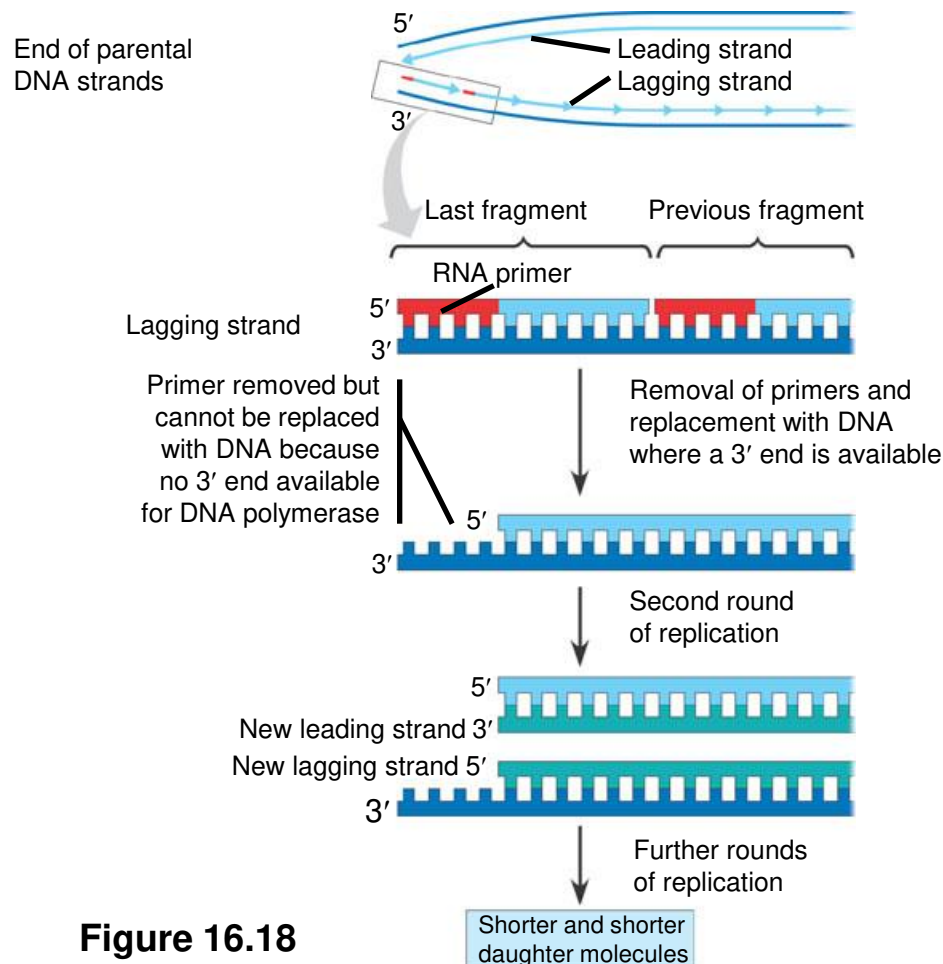 5′
End of parental
DNA strands
Leading strand
Lagging strand
3′
Last fragment
Previous fragment
RNA primer
5′
Lagging strand
3′
Primer removed but
cannot be replaced
with DNA because
no 3′ end available
for DNA polymerase
Removal of primers and
replacement with DNA
where a 3′ end is available
5′
3′
Second round
of replication
5′
New leading strand 3′
New lagging strand 5′
3′
Further rounds
of replication
Figure 16.18
Shorter and shorter
daughter molecules